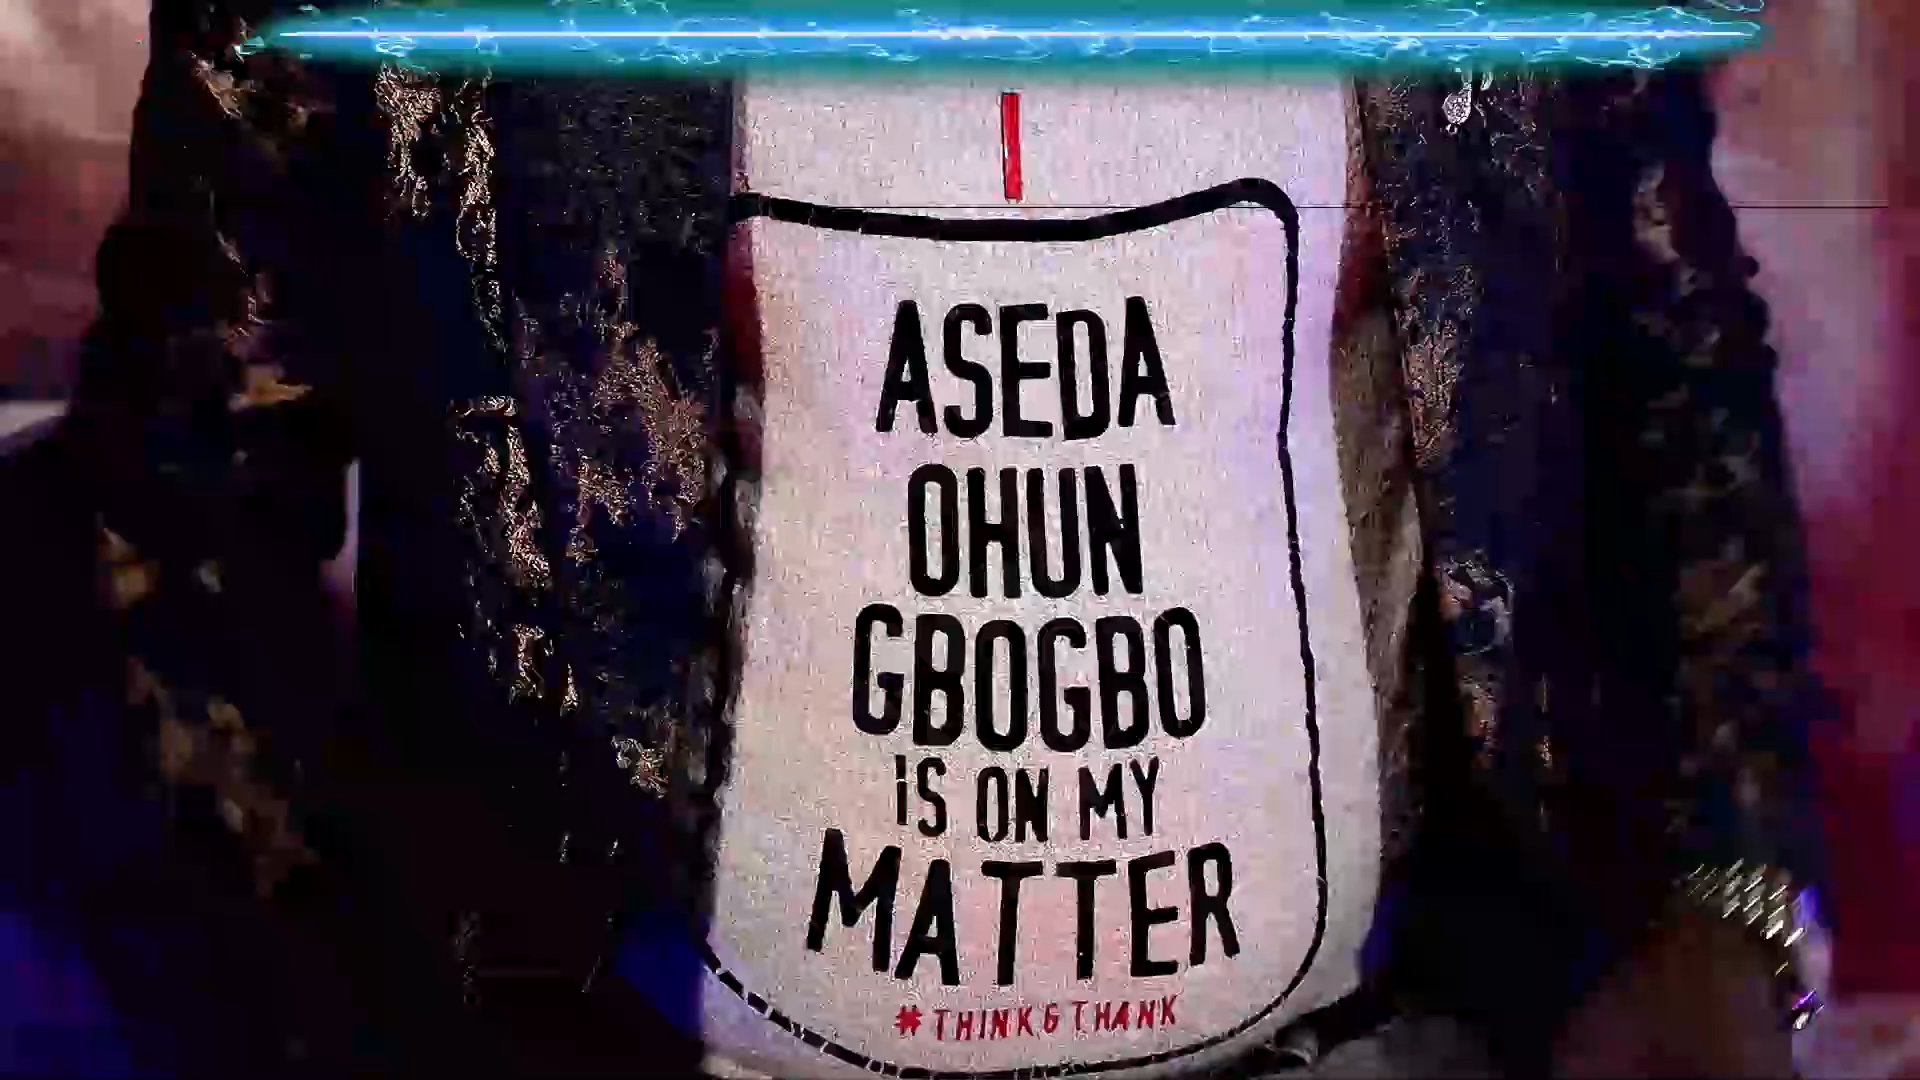 ASEDA
OHUN
GBOGBO
iS ON MY
MATTER
#THINK&THANK